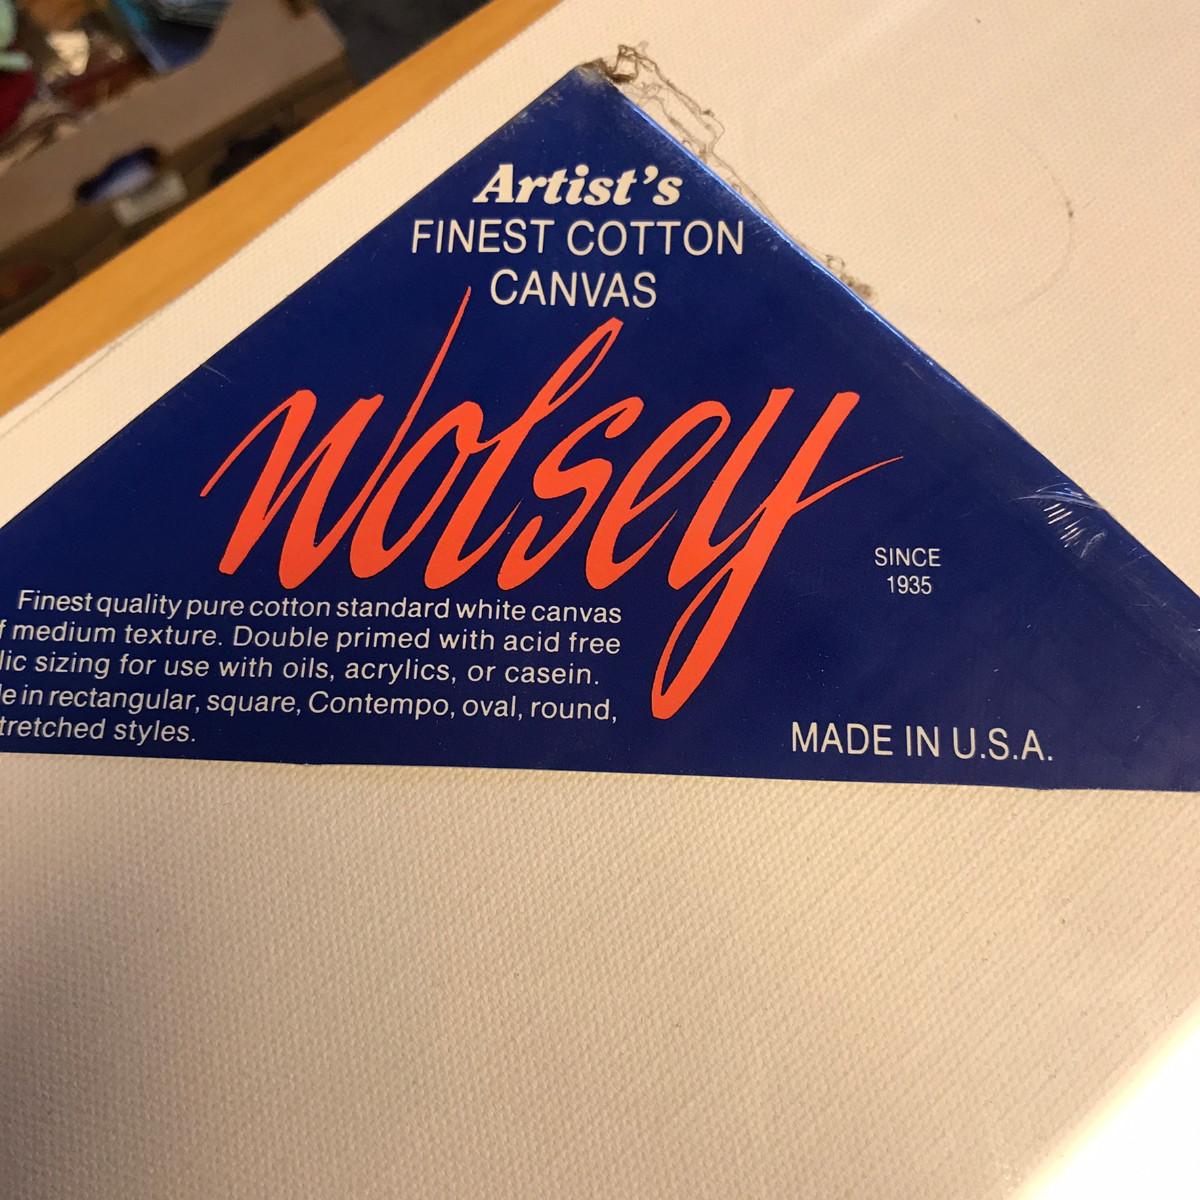 Artist's
FINEST COTTON
CANVAS
Wolsey
SINCE
1935
Finest quality pure cotton standard white canvas
medium texture. Double primed with acid free
sizing for use with oils, acrylics, or casein.
in rectangular, square, Contempo, oval, round,
styles.
MADE IN U.S.A.